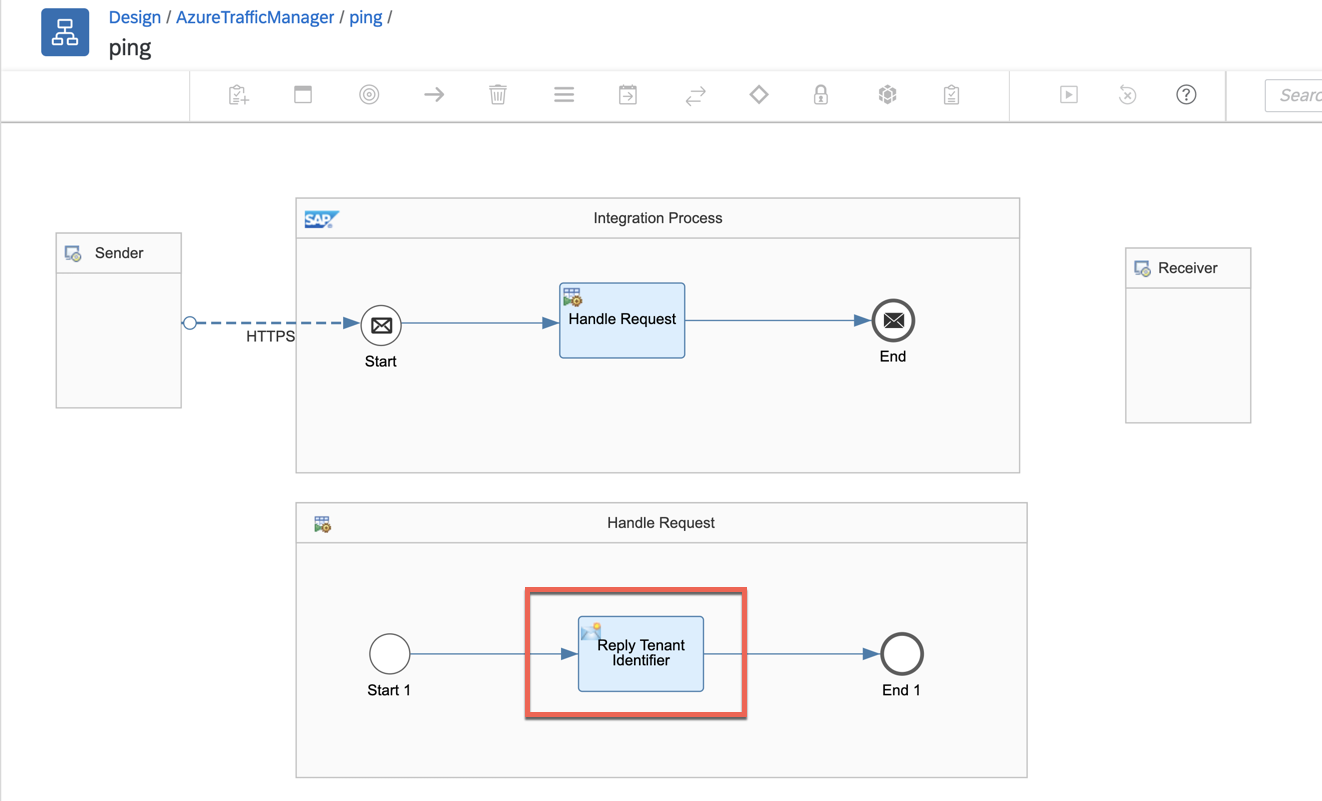 Design / AzureTrafficManager / ping /
ping
?
Searc
SAP
Integration Process
Sender
Receiver
Handle Request
HTTPS
Start
End
Handle Request
Reply Tenant
Identifier
Start 1
End 1